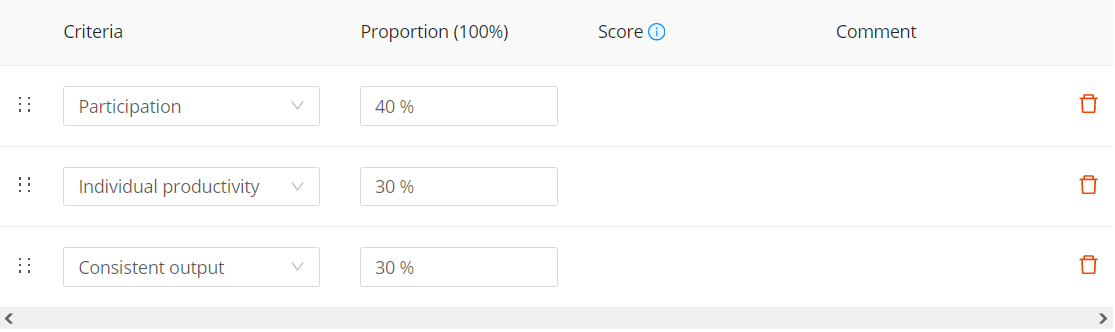 Criteria Proportion (100%) Score Comment
Participation 40 %
Individual productivity 30 %
Consistent output 30 %